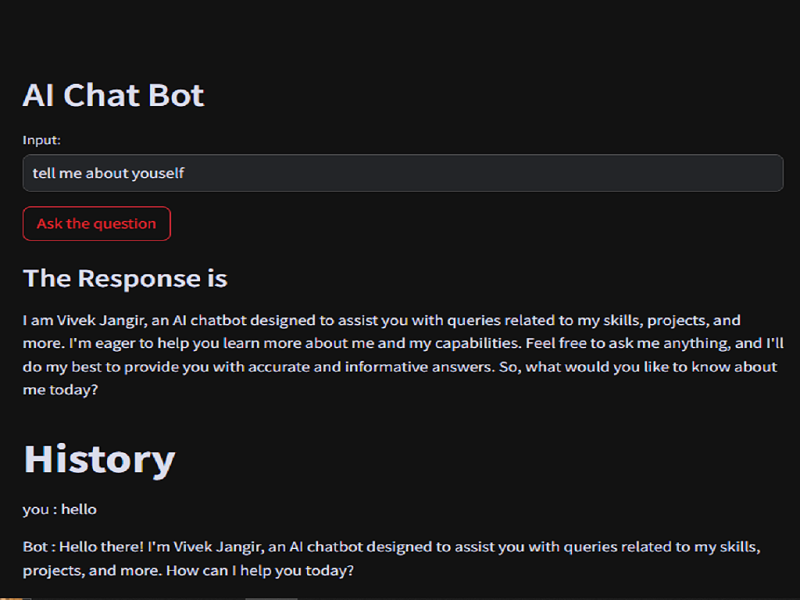 AI Chat Bot
Input:
tell me about youself
Ask the question
The Response is
I am Vivek Jangir, an AI chatbot designed to assist you with queries related to my skills, projects, and
more. I'm eager to help you learn more about me and my capabilities. Feel free to ask me anything, and I'll
do my best to provide you with accurate and informative answers. So, what would you like to know about
me today?
History
you : hello
Bot : Hello there! I'm Vivek Jangir, an AI chatbot designed to assist you with queries related to my skills,
projects, and more. How can I help you today?